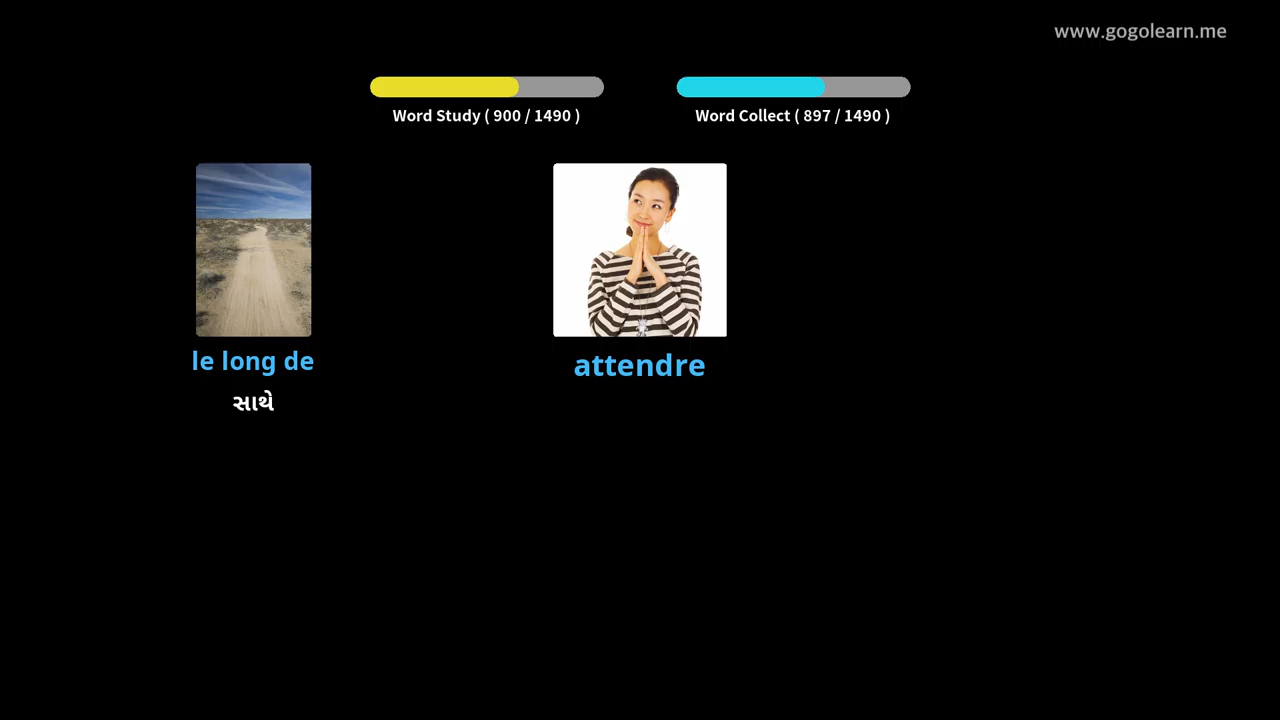 www.gogolearn.me
Word Study ( 900 / 1490 )
Word Collect ( 897 / 1490 )
le long de
સાથે
attendre